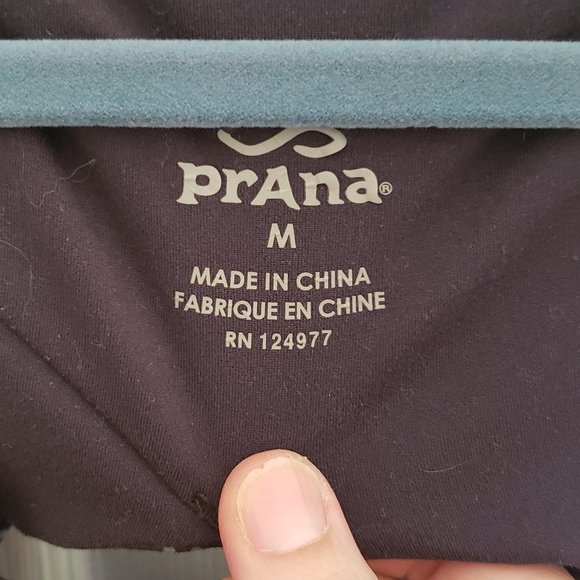 prAna®
M
MADE IN CHINA
FABRIQUE EN CHINE
RN 124977